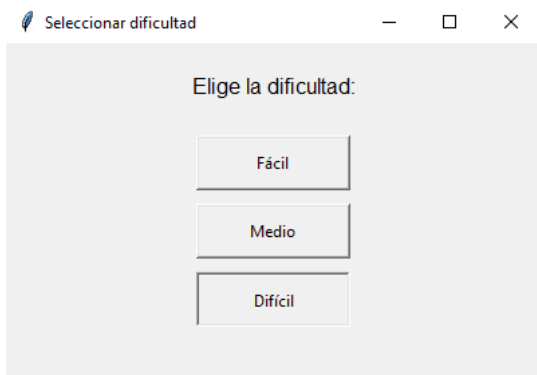 Seleccionar dificultad
Elige la dificultad:
Fácil
Medio
Difícil